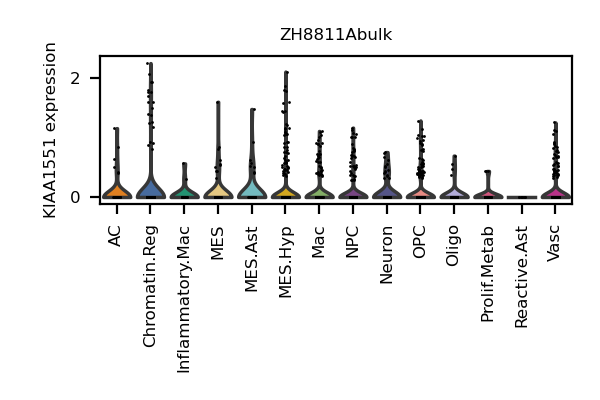 ZH8811Abulk
KIAA1551 expression
2
0
AC
Chromatin.Reg
Inflammatory.Mac
MES
MES.Ast
MES.Hyp
Mac
NPC
Neuron
OPC
Oligo
Prolif.Metab
Reactive.Ast
Vasc